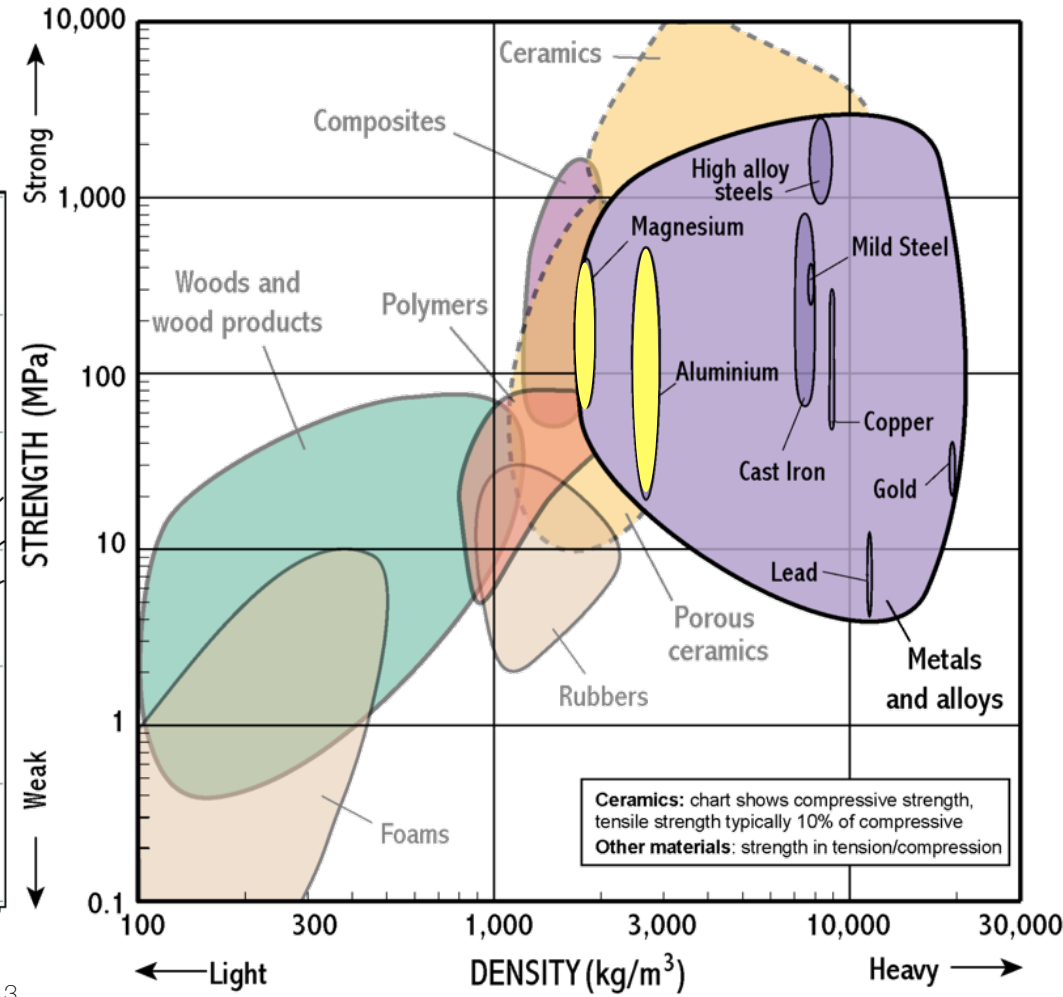 10,000
Ceramics
Composites
Strong
High alloy
steels
1,000
Magnesium
Mild Steel
Woods and
wood products
Polymers
STRENGTH (MPa)
100
Aluminium
Copper
Cast Iron
Gold
10
Lead
Porous
ceramics
Metals
and alloys
Rubbers
1
Weak
Ceramics: chart shows compressive strength,
tensile strength typically 10% of compressive
Other materials: strength in tension/compression
Foams
0.1
100 300 1,000 3,000 10,000 30,000
Light DENSITY (kg/m³) Heavy
3